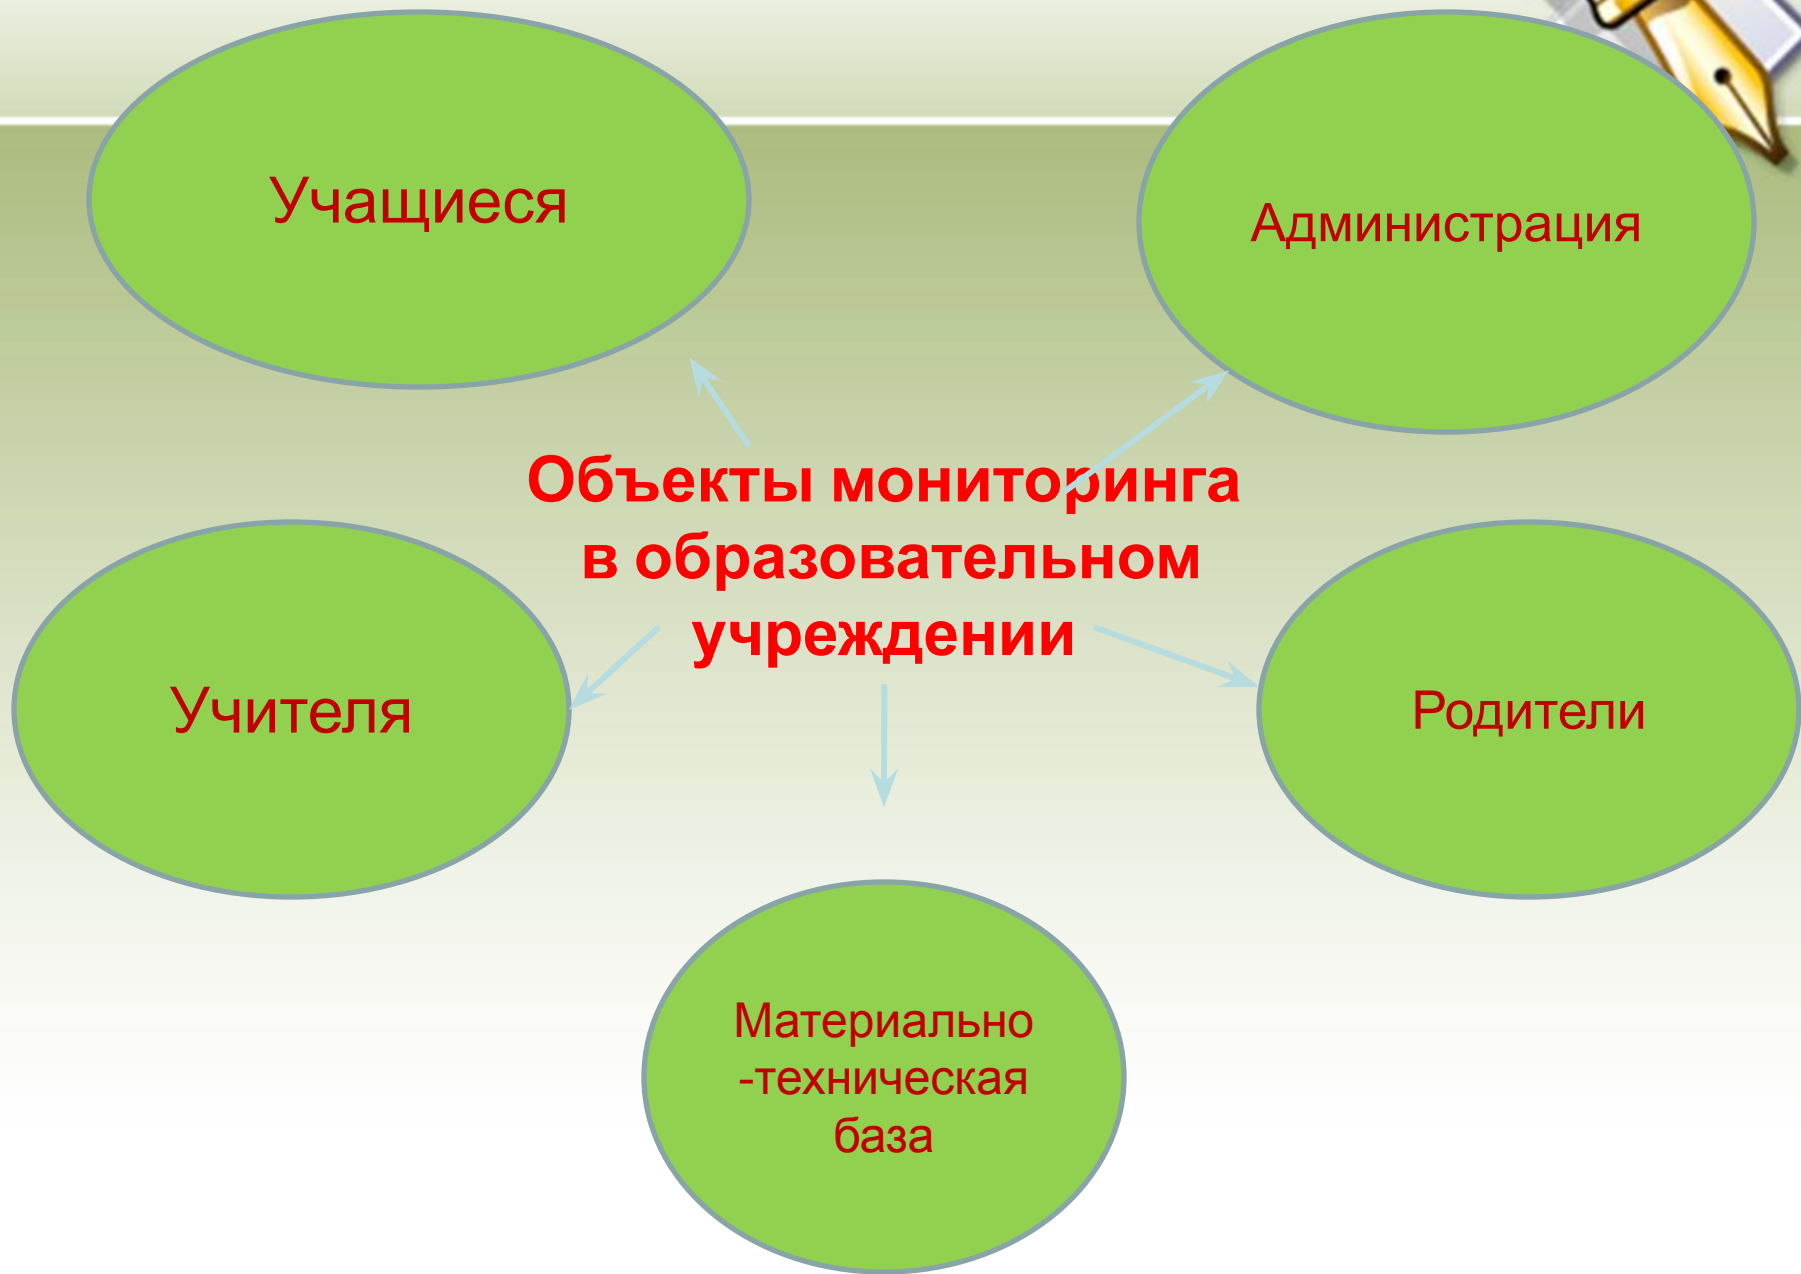 Учащиеся
Администрация
Объекты мониторинга
в образовательном
учреждении
Учителя
Родители
Материально
-техническая
база